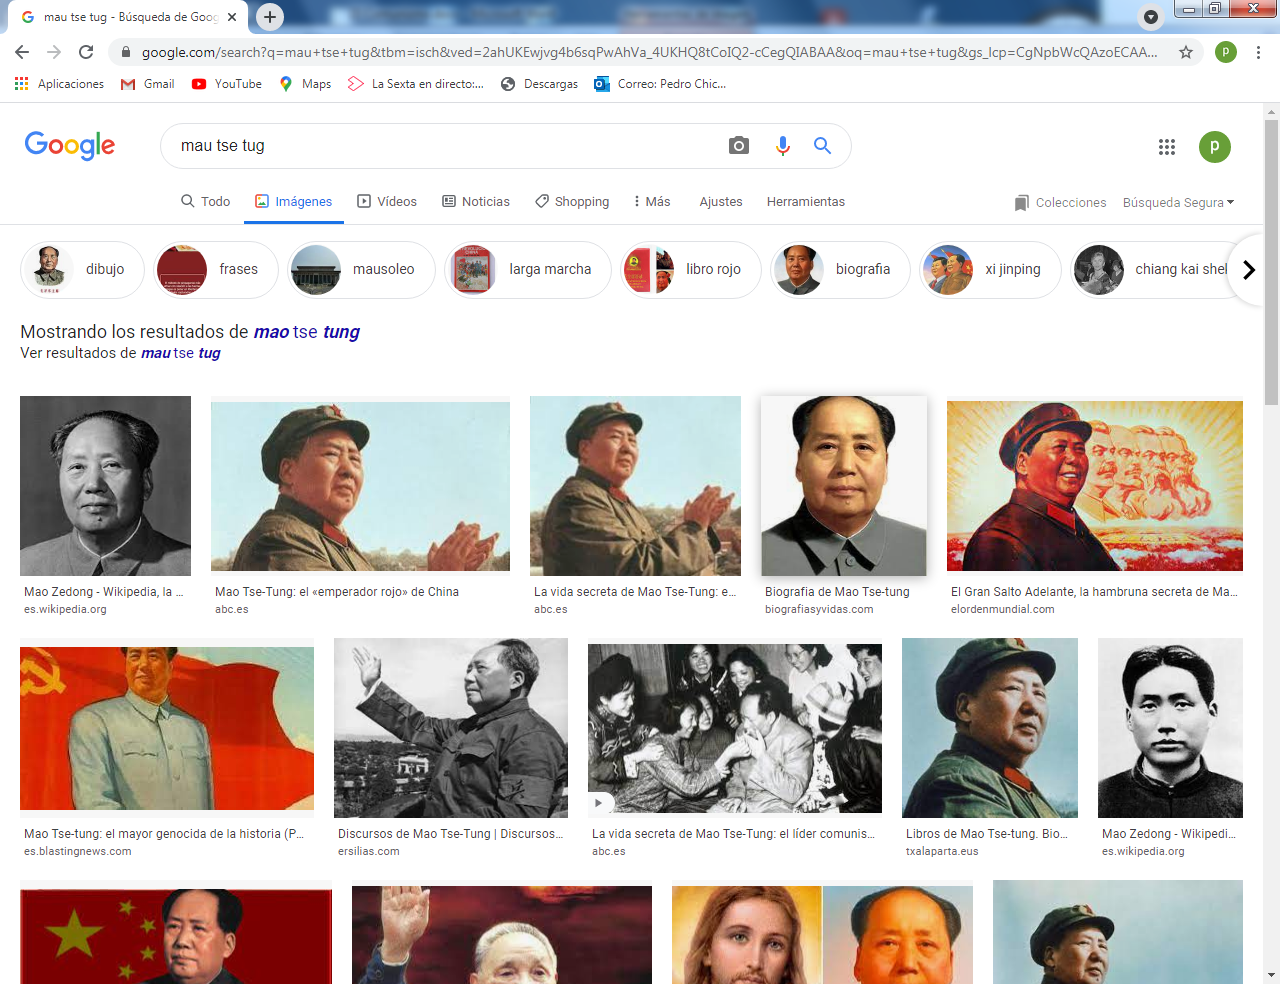 mau tse tug - Búsqueda de Goog
google.com/search?q=mau+tse+tug&tbm=isch&ved=2ahUKEwjvg4b6sqPwAhVa_4UKHQ8tCoIQ2-cCegQIABAA&oq=mau+tse+tug&gs_lcp=CgNpbWcQAzoECAA...
p
Aplicaciones Gmail YouTube Maps La Sexta en directo:... Descargas Correo: Pedro Chic...
Google
mau tse tug
p
Todo Imágenes Vídeos Noticias Shopping Más Ajustes Herramientas
Colecciones Búsqueda Segura
dibujo frases mausoleo larga marcha libro rojo biografia xi jinping chiang kai shek
Mostrando los resultados de mao tse tung
Ver resultados de mau tse tug
Mao Zedong - Wikipedia, la ...
es.wikipedia.org
Mao Tse-Tung: el «emperador rojo» de China
abc.es
La vida secreta de Mao Tse-Tung: e...
abc.es
Biografia de Mao Tse-tung
biografiasyvidas.com
El Gran Salto Adelante, la hambruna secreta de Ma...
elordenmundial.com
Mao Tse-tung: el mayor genocida de la historia (P...
es.blastingnews.com
Discursos de Mao Tse-Tung | Discursos...
ersilias.com
La vida secreta de Mao Tse-Tung: el líder comunis...
abc.es
Libros de Mao Tse-tung. Bio...
txalaparta.eus
Mao Zedong - Wikipedi...
es.wikipedia.org